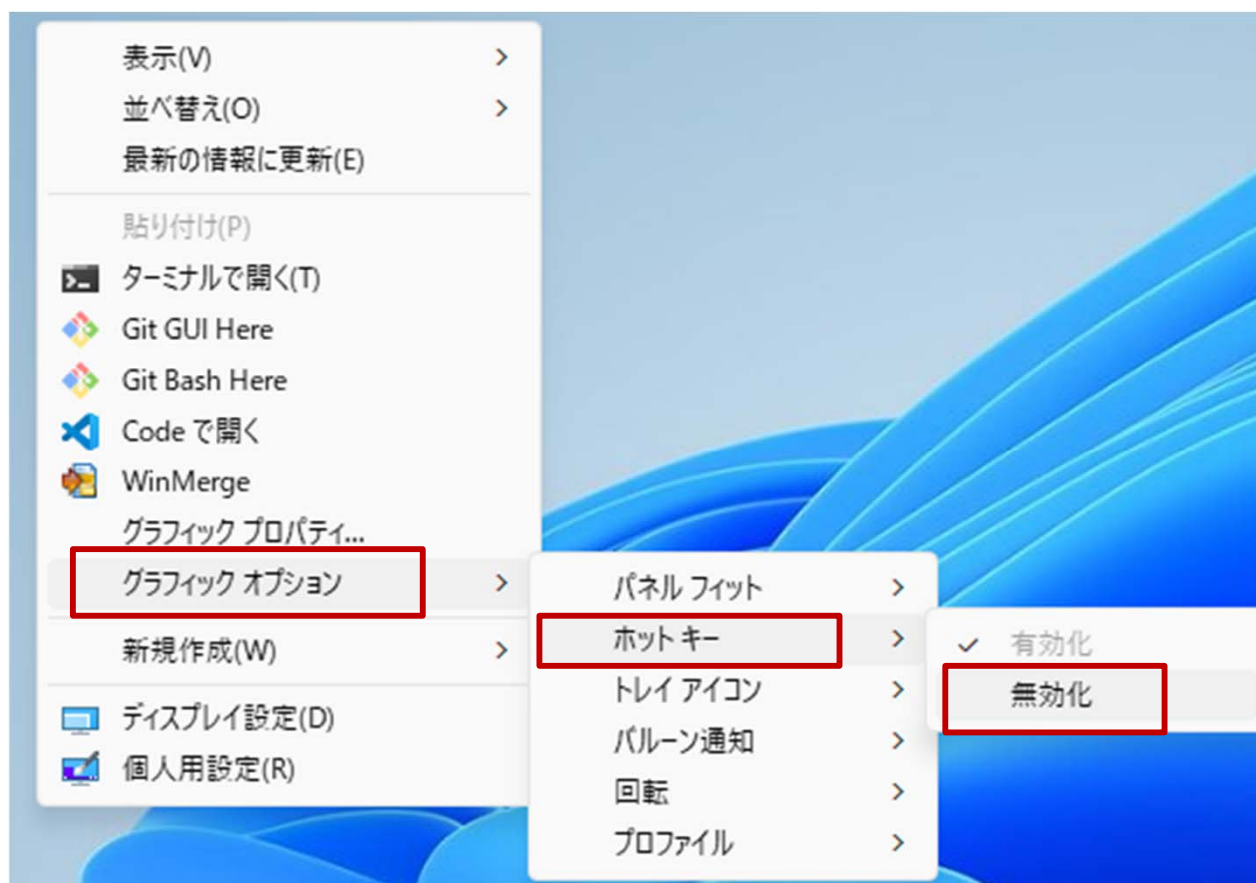 表示(V)
並べ替え(O)
最新の情報に更新(E)
貼り付け(P)
ターミナルで開く(T)
Git GUI Here
Git Bash Here
Code で開く
WinMerge
グラフィック プロパティ...
グラフィック オプション
新規作成(W)
ディスプレイ設定(D)
個人用設定(R)
パネル フィット
ホット キー
トレイ アイコン
バルーン通知
回転
プロファイル
有効化
無効化